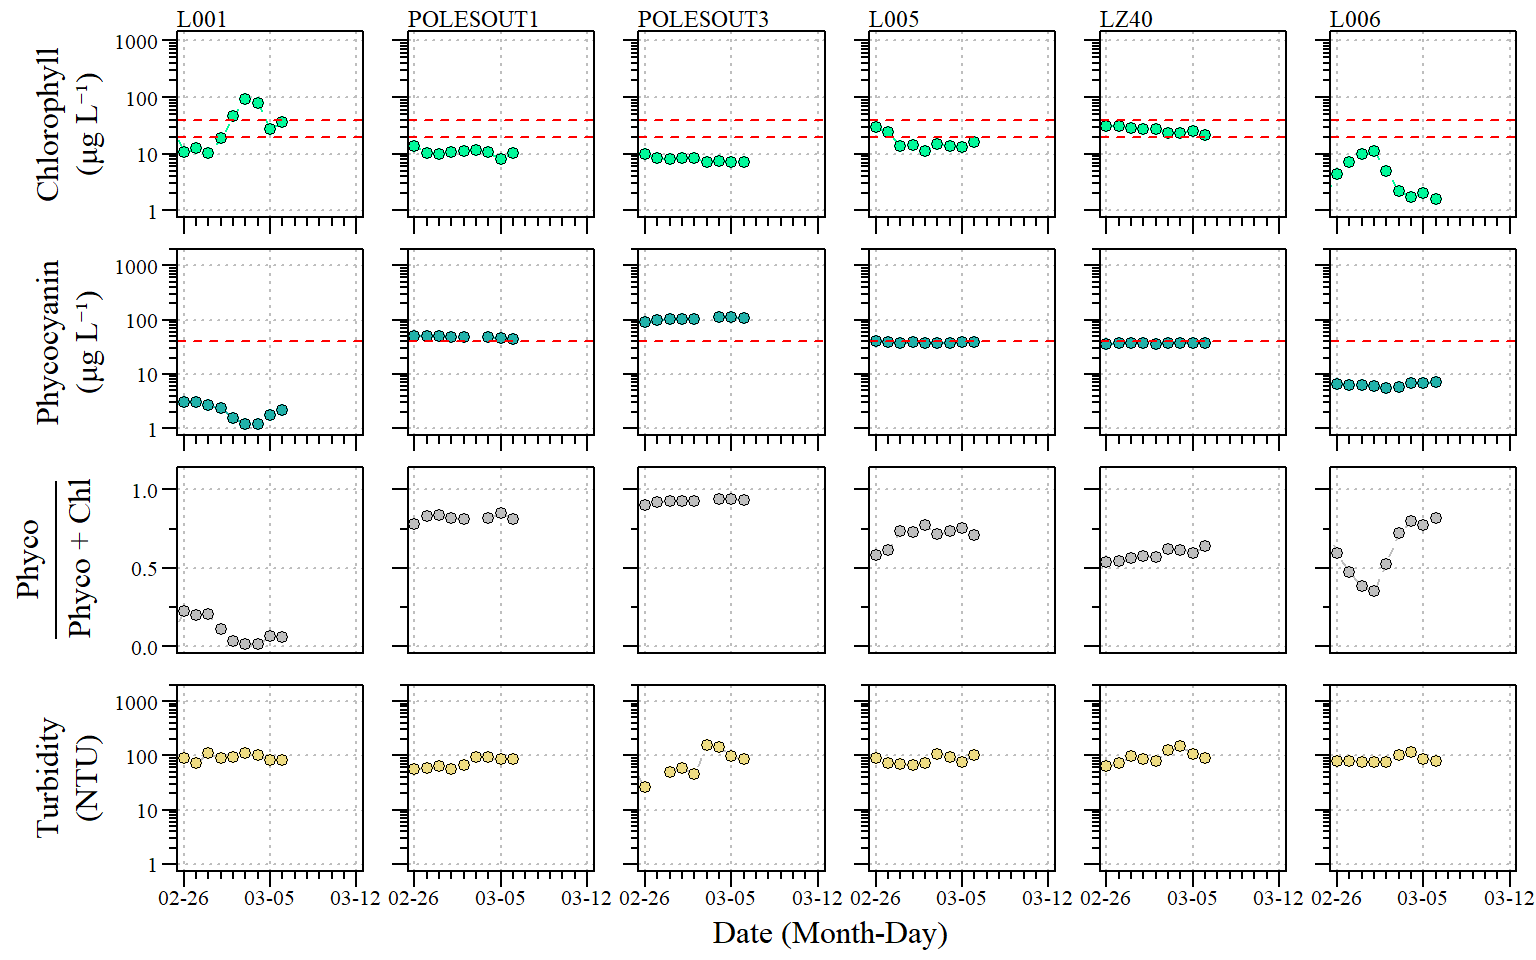 L001 POLESOUT1 POLESOUT3 L005 LZ40 L006
Chlorophyll
(µg L⁻¹)
1000
100
10
1
Phycocyanin
(µg L⁻¹)
1000
100
10
1
Phyco
Phyco + Chl
1.0
0.5
0.0
Turbidity
(NTU)
1000
100
10
1
02-26 03-05 03-12 02-26 03-05 03-12 02-26 03-05 03-12 02-26 03-05 03-12 02-26 03-05 03-12 02-26 03-05 03-12
Date (Month-Day)